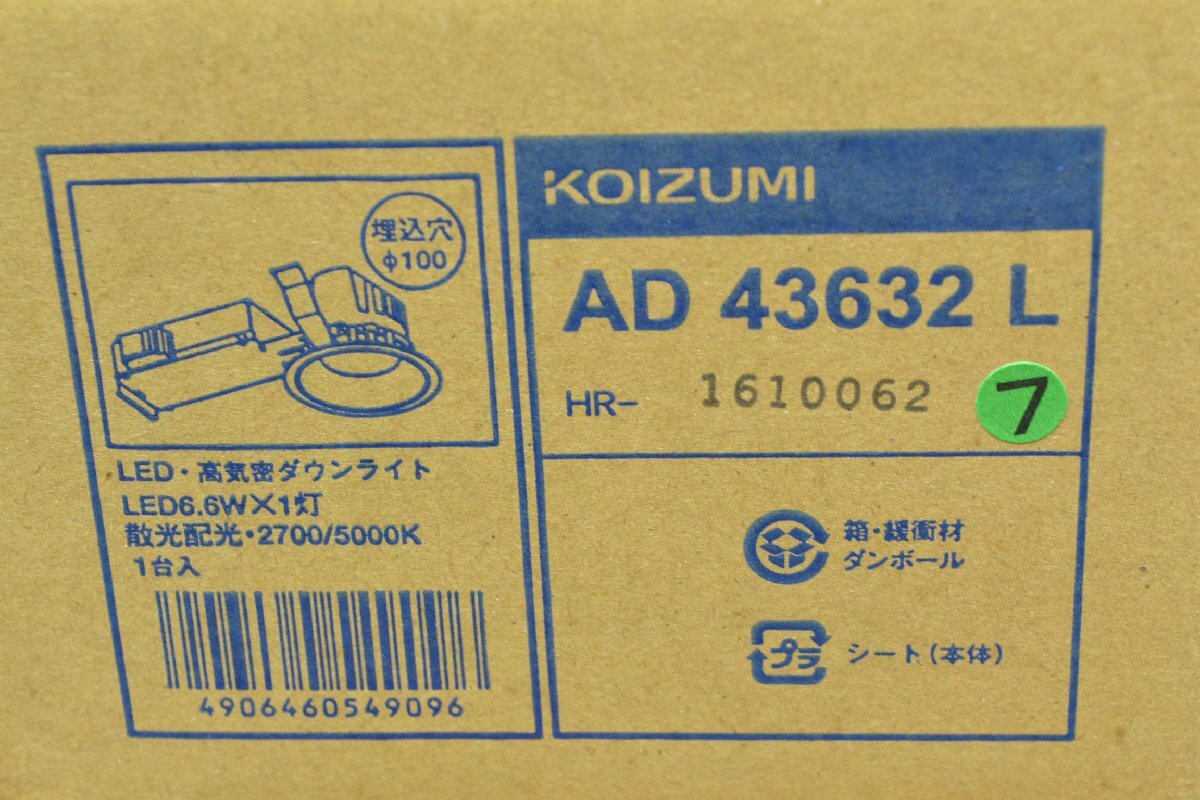 埋込穴
φ100
LED・高気密ダウンライト
LED6.6W×1灯
散光配光・2700/5000K
1台入
4906460549096
KOIZUMI
AD 43632 L
HR- 1610062
フ
箱・緩衝材
ダンボール
プラ
シート(本体)